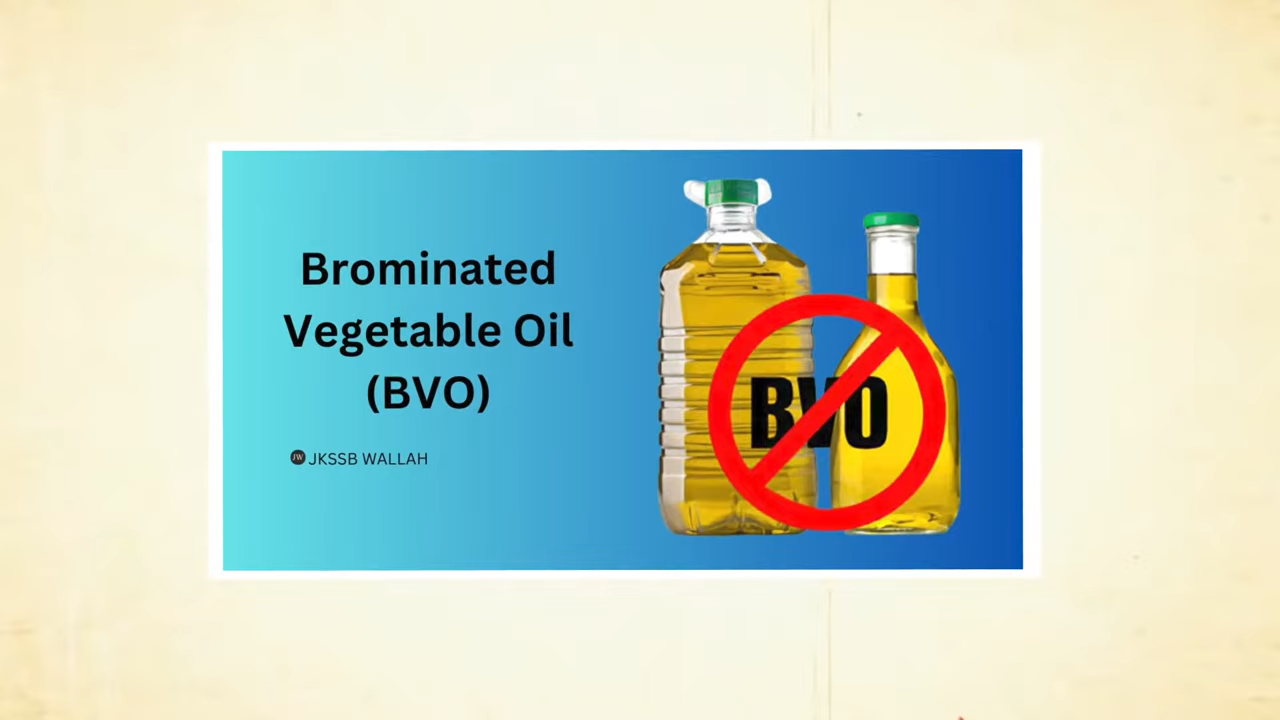 Brominated
Vegetable Oil
(BVO)
JW JKSSB WALLAH
BVO